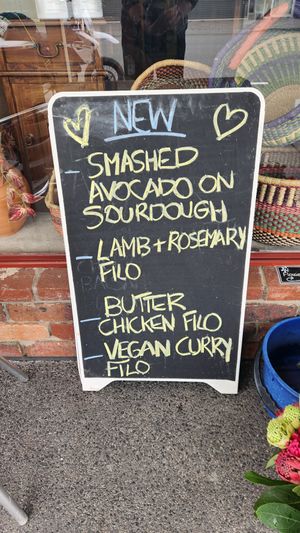 NEW
- SMASHED
AVOCADO ON
SOURDOUGH
- LAMB + ROSEMARY
FILO
- BUTTER
CHICKEN FILO
- VEGAN CURRY
FILO